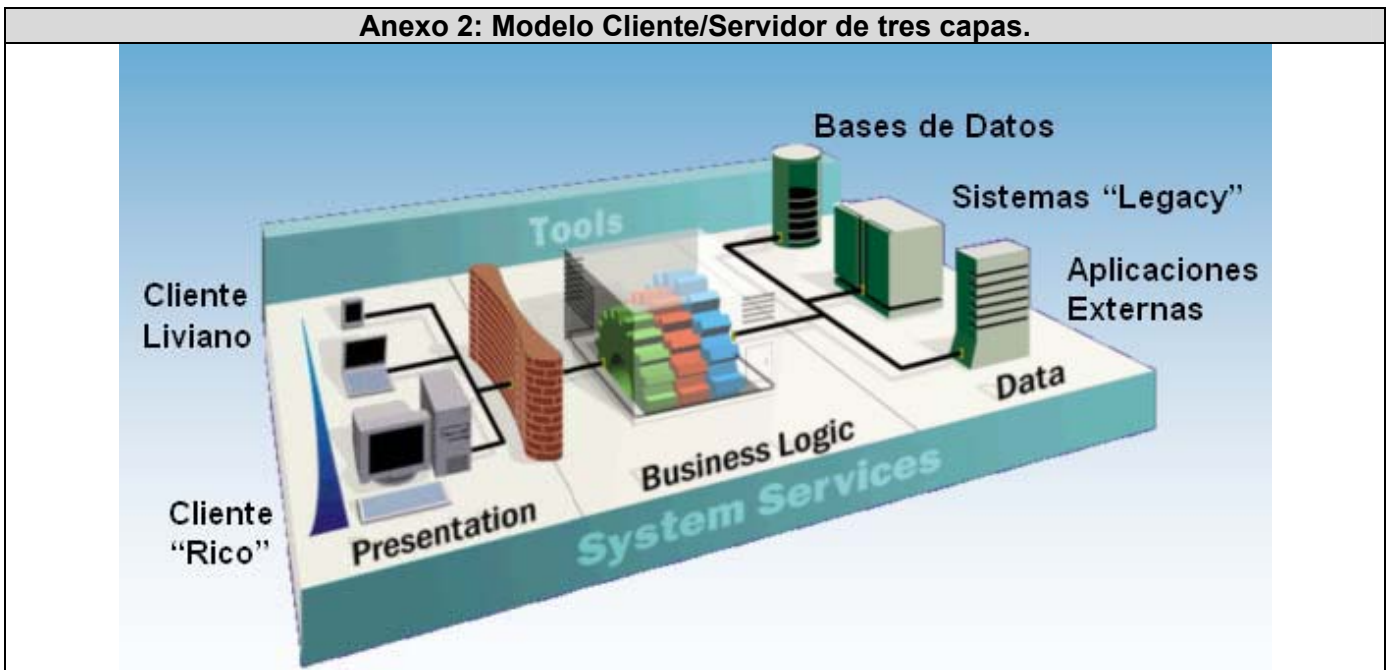 Anexo 2: Modelo Cliente/Servidor de tres capas.
Bases de Datos
Sistemas “Legacy”
Aplicaciones
Externas
Tools
Cliente
Liviano
Cliente
“Rico”
Presentation
Business Logic
Data
System Services